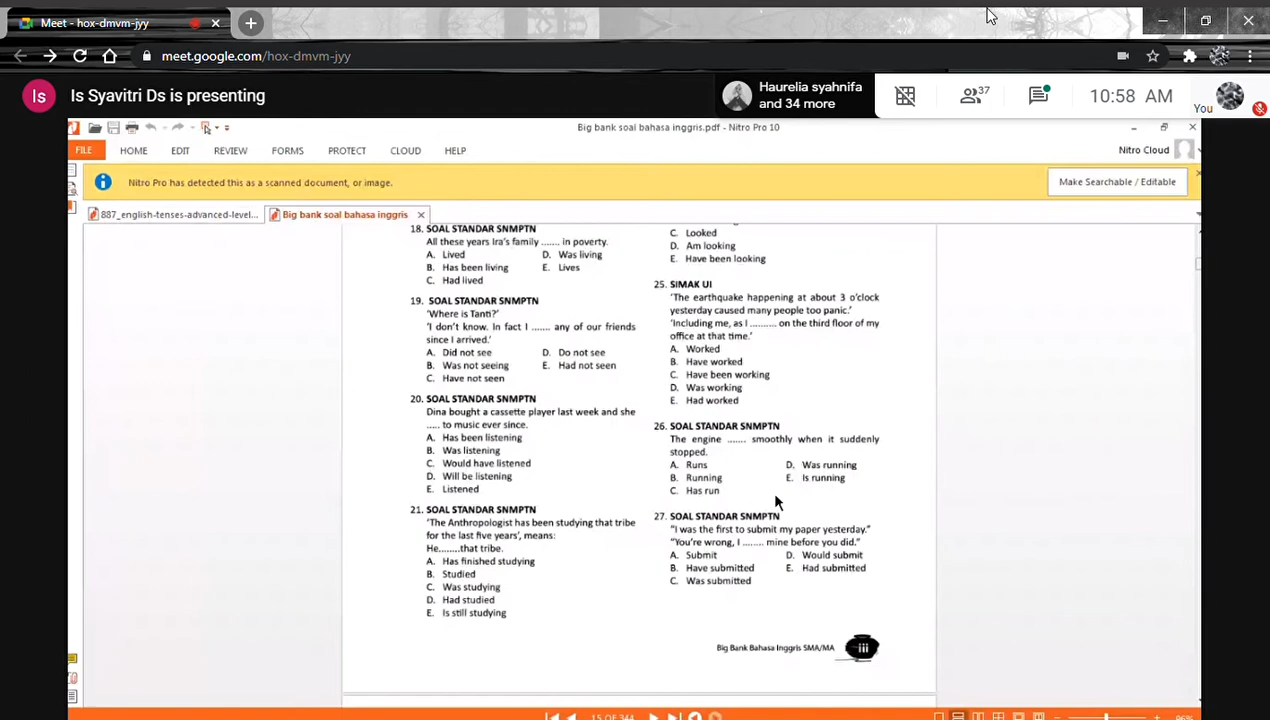 Meet - hox-dmvm-jyy
meet.google.com/hox-dmvm-jyy
Is
Is Syavitri Ds is presenting
Haurelia syahnifa
and 34 more
37
10:58 AM
You
Big bank soal bahasa inggris.pdf - Nitro Pro 10
FILE HOME EDIT REVIEW FORMS PROTECT CLOUD HELP
Nitro Cloud
Nitro Pro has detected this as a scanned document, or image.
Make Searchable / Editable
887_english-tenses-advanced-level...
Big bank soal bahasa inggris
18. SOAL STANDAR SNMPTN
All these years Ira's family ....... in poverty.
A. Lived D. Was living
B. Has been living E. Lives
C. Had lived
19. SOAL STANDAR SNMPTN
'Where is Tanti?'
'I don't know. In fact I ....... any of our friends
since I arrived.'
A. Did not see D. Do not see
B. Was not seeing E. Had not seen
C. Have not seen
20. SOAL STANDAR SNMPTN
Dina bought a cassette player last week and she
..... to music ever since.
A. Has been listening
B. Was listening
C. Would have listened
D. Will be listening
E. Listened
21. SOAL STANDAR SNMPTN
'The Anthropologist has been studying that tribe
for the last five years', means:
He........that tribe.
A. Has finished studying
B. Studied
C. Was studying
D. Had studied
E. Is still studying
C. Looked
D. Am looking
E. Have been looking
25. SIMAK UI
'The earthquake happening at about 3 o'clock
yesterday caused many people too panic.'
'Including me, as I .......... on the third floor of my
office at that time.'
A. Worked
B. Have worked
C. Have been working
D. Was working
E. Had worked
26. SOAL STANDAR SNMPTN
The engine ....... smoothly when it suddenly
stopped.
A. Runs D. Was running
B. Running E. Is running
C. Has run
27. SOAL STANDAR SNMPTN
"I was the first to submit my paper yesterday."
"You're wrong, I ........ mine before you did."
A. Submit D. Would submit
B. Have submitted E. Had submitted
C. Was submitted
Big Bank Bahasa Inggris SMA/MA iii
15 OF 344
96%